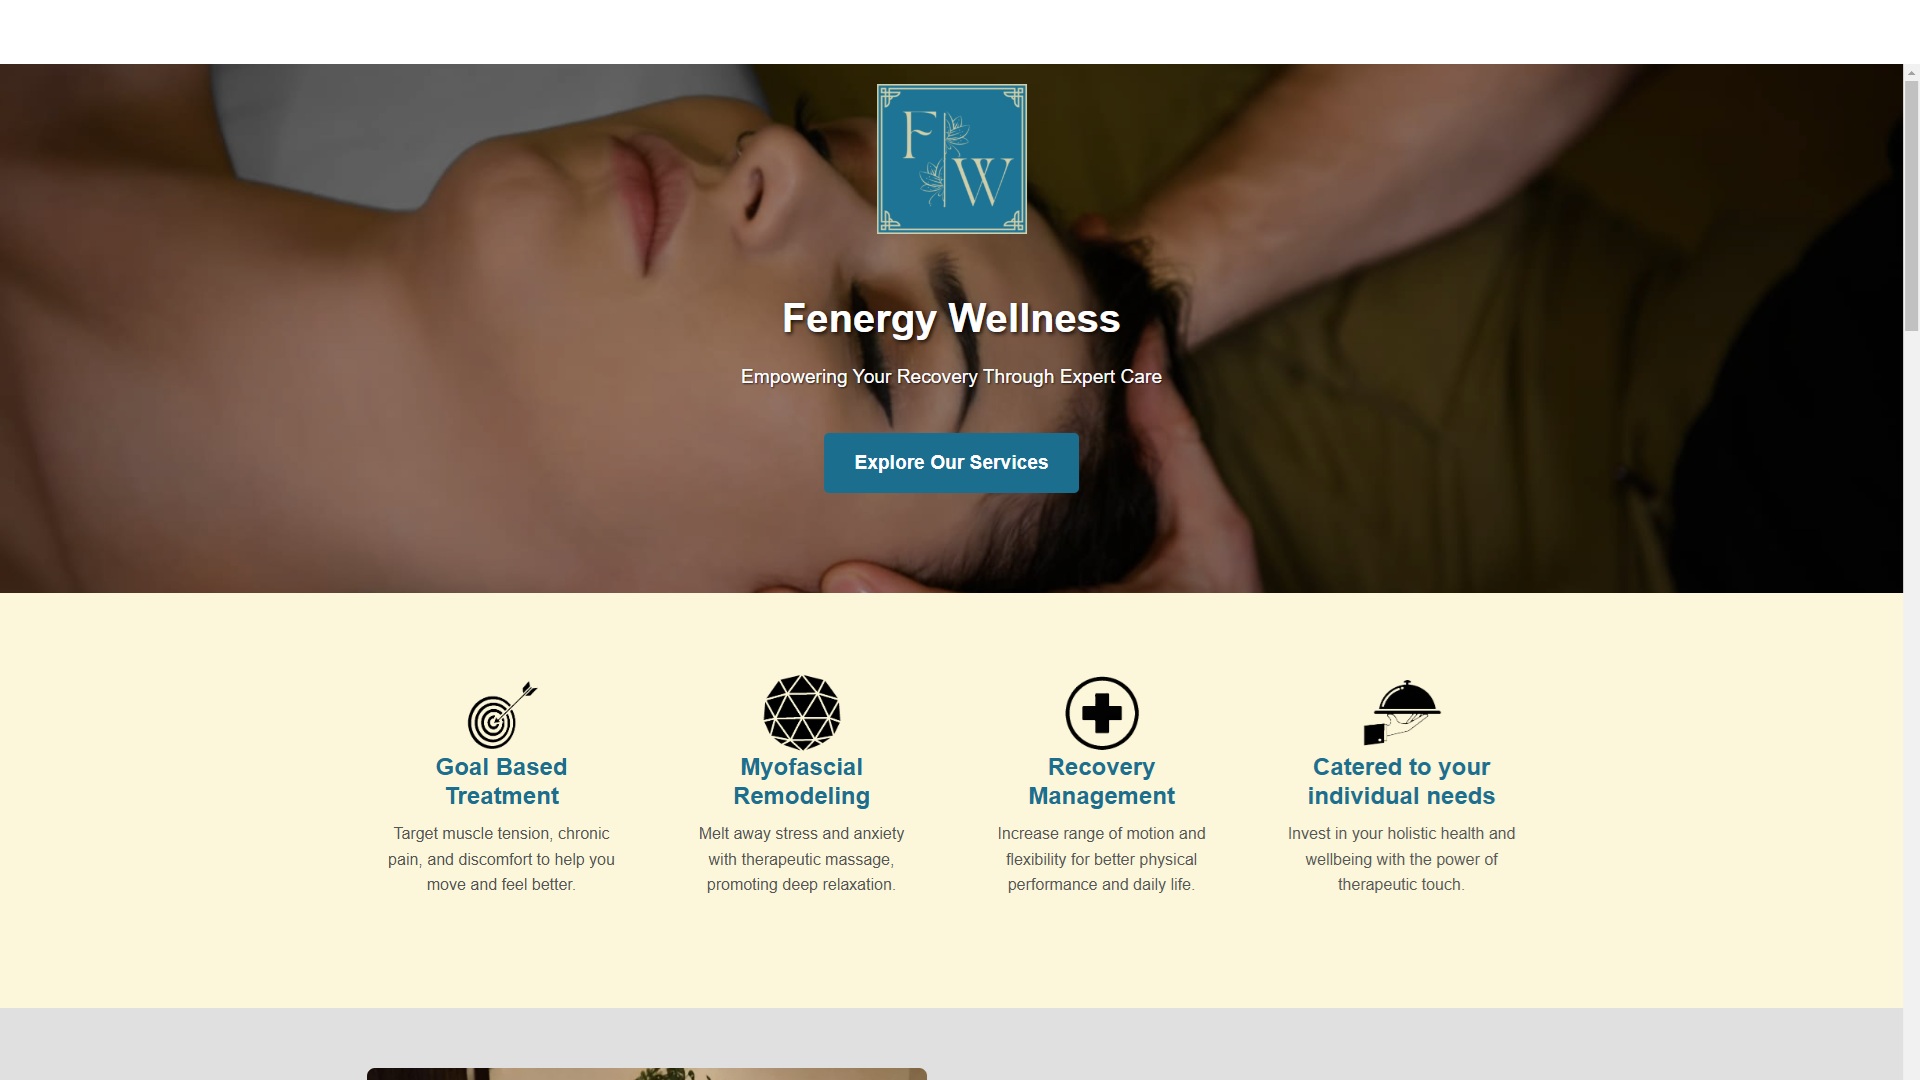 F
W
Fenergy Wellness
Empowering Your Recovery Through Expert Care
Explore Our Services
Goal Based
Treatment
Target muscle tension, chronic
pain, and discomfort to help you
move and feel better.
Myofascial
Remodeling
Melt away stress and anxiety
with therapeutic massage,
promoting deep relaxation.
Recovery
Management
Increase range of motion and
flexibility for better physical
performance and daily life.
Catered to your
individual needs
Invest in your holistic health and
wellbeing with the power of
therapeutic touch.